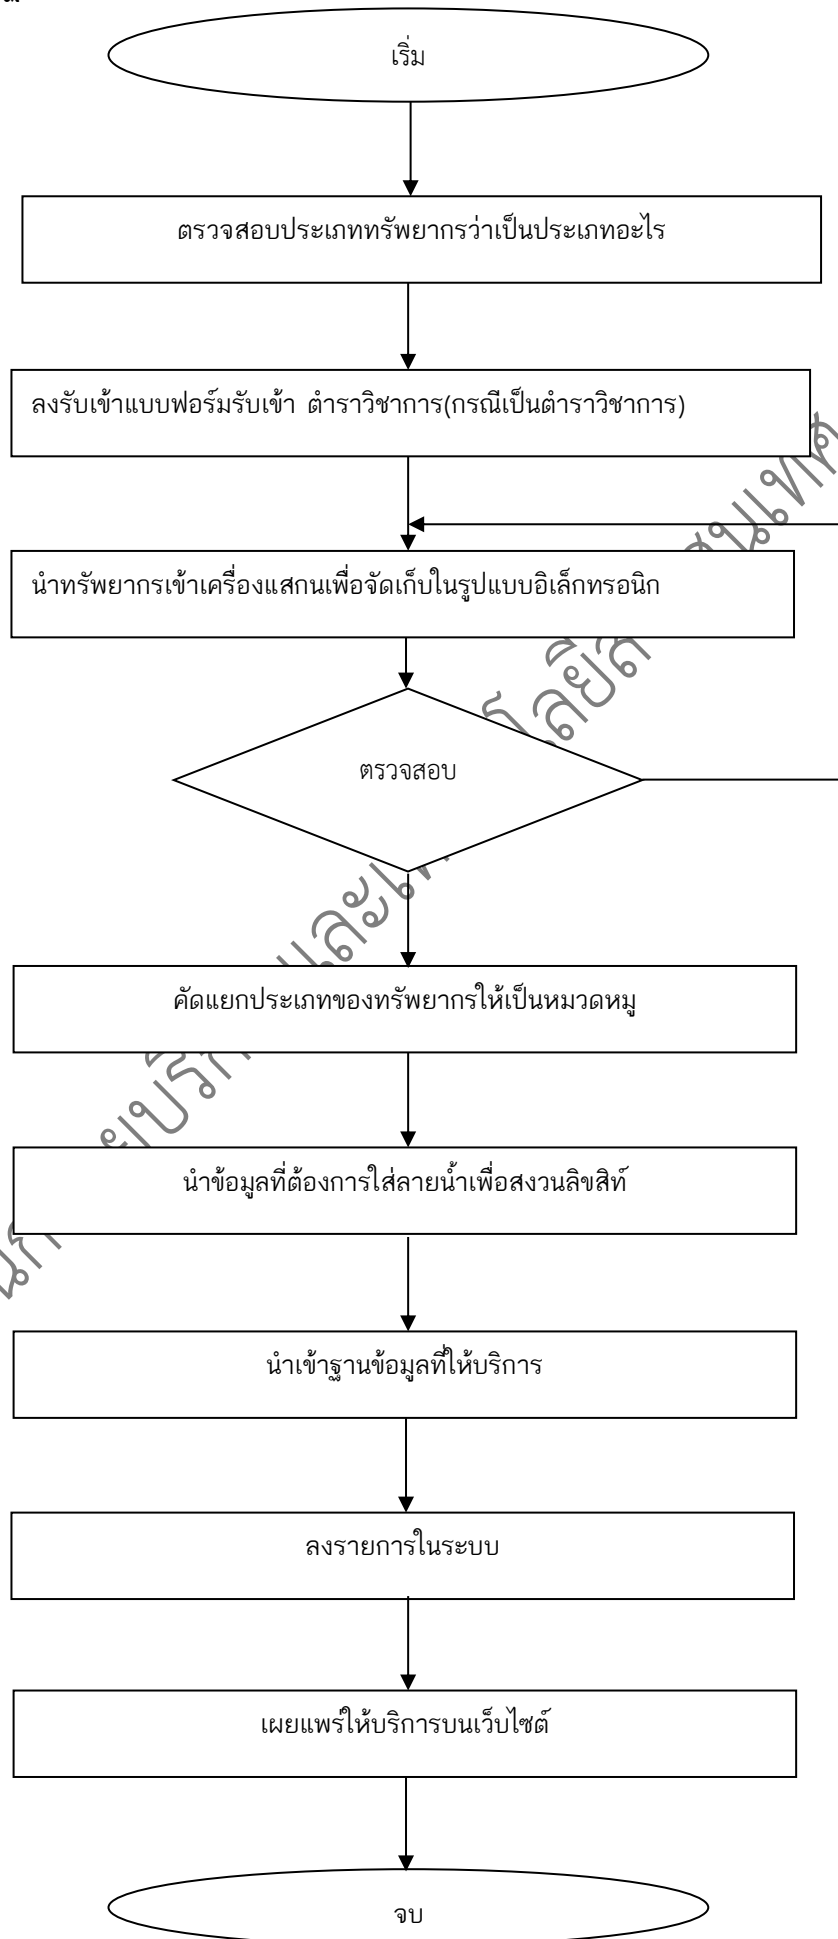 เริ่ม
ตรวจสอบประเภททรัพยากรว่าเป็นประเภทอะไร
ลงรับเข้าแบบฟอร์มรับเข้า ตำราวิชาการ(กรณีเป็นตำราวิชาการ)
นำทรัพยากรเข้าเครื่องแสกนเพื่อจัดเก็บในรูปแบบอิเล็กทรอนิก
ตรวจสอบ
คัดแยกประเภทของทรัพยากรให้เป็นหมวดหมู
นำข้อมูลที่ต้องการใส่ลายน้ำเพื่อสงวนลิขสิท์
นำเข้าฐานข้อมูลที่ให้บริการ
ลงรายการในระบบ
เผยแพร่ให้บริการบนเว็บไซต์
จบ